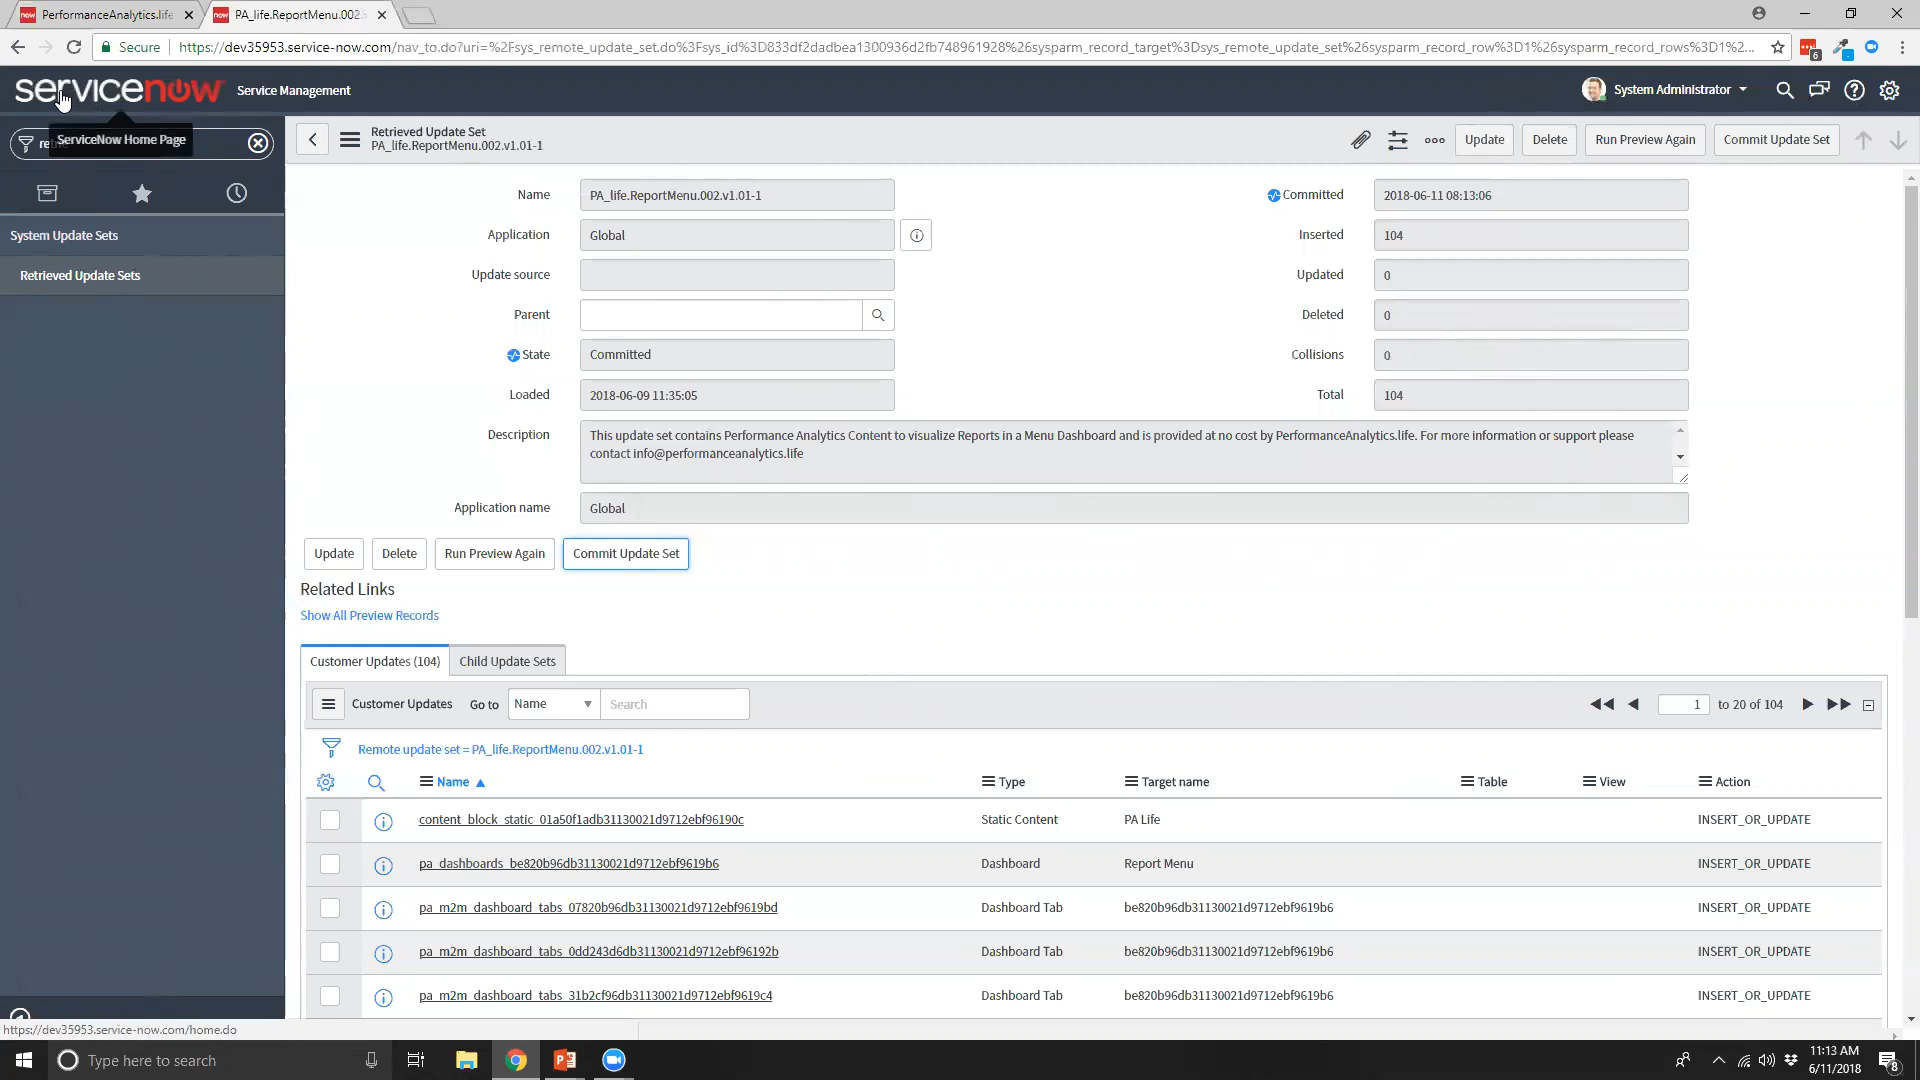 PerformanceAnalytics.life
PA_life.ReportMenu.002
Secure
https://dev35953.service-now.com/nav_to.do?uri=%2Fsys_remote_update_set.do%3Fsys_id%3D833df2dadbea1300936d2fb748961928%26sysparm_record_target%3Dsys_remote_update_set%26sysparm_record_row%3D1%26sysparm_record_rows%3D1%2...
6
servicenow
Service Management
System Administrator
ServiceNow Home Page
Retrieved Update Set
PA_life.ReportMenu.002.v1.01-1
Update
Delete
Run Preview Again
Commit Update Set
System Update Sets
Retrieved Update Sets
Name
PA_life.ReportMenu.002.v1.01-1
Committed
2018-06-11 08:13:06
Application
Global
Inserted
104
Update source
Updated
0
Parent
Deleted
0
State
Committed
Collisions
0
Loaded
2018-06-09 11:35:05
Total
104
Description
This update set contains Performance Analytics Content to visualize Reports in a Menu Dashboard and is provided at no cost by PerformanceAnalytics.life. For more information or support please
contact info@performanceanalytics.life
Application name
Global
Update
Delete
Run Preview Again
Commit Update Set
Related Links
Show All Preview Records
Customer Updates (104)
Child Update Sets
Customer Updates
Go to
Name
Search
1
to 20 of 104
Remote update set = PA_life.ReportMenu.002.v1.01-1
Name
Type
Target name
Table
View
Action
content_block_static_01a50f1adb31130021d9712ebf96190c
Static Content
PA Life
INSERT_OR_UPDATE
pa_dashboards_be820b96db31130021d9712ebf9619b6
Dashboard
Report Menu
INSERT_OR_UPDATE
pa_m2m_dashboard_tabs_07820b96db31130021d9712ebf9619bd
Dashboard Tab
be820b96db31130021d9712ebf9619b6
INSERT_OR_UPDATE
pa_m2m_dashboard_tabs_0dd243d6db31130021d9712ebf96192b
Dashboard Tab
be820b96db31130021d9712ebf9619b6
INSERT_OR_UPDATE
pa_m2m_dashboard_tabs_31b2cf96db31130021d9712ebf9619c4
Dashboard Tab
be820b96db31130021d9712ebf9619b6
INSERT_OR_UPDATE
https://dev35953.service-now.com/home.do
Type here to search
11:13 AM
6/11/2018
8